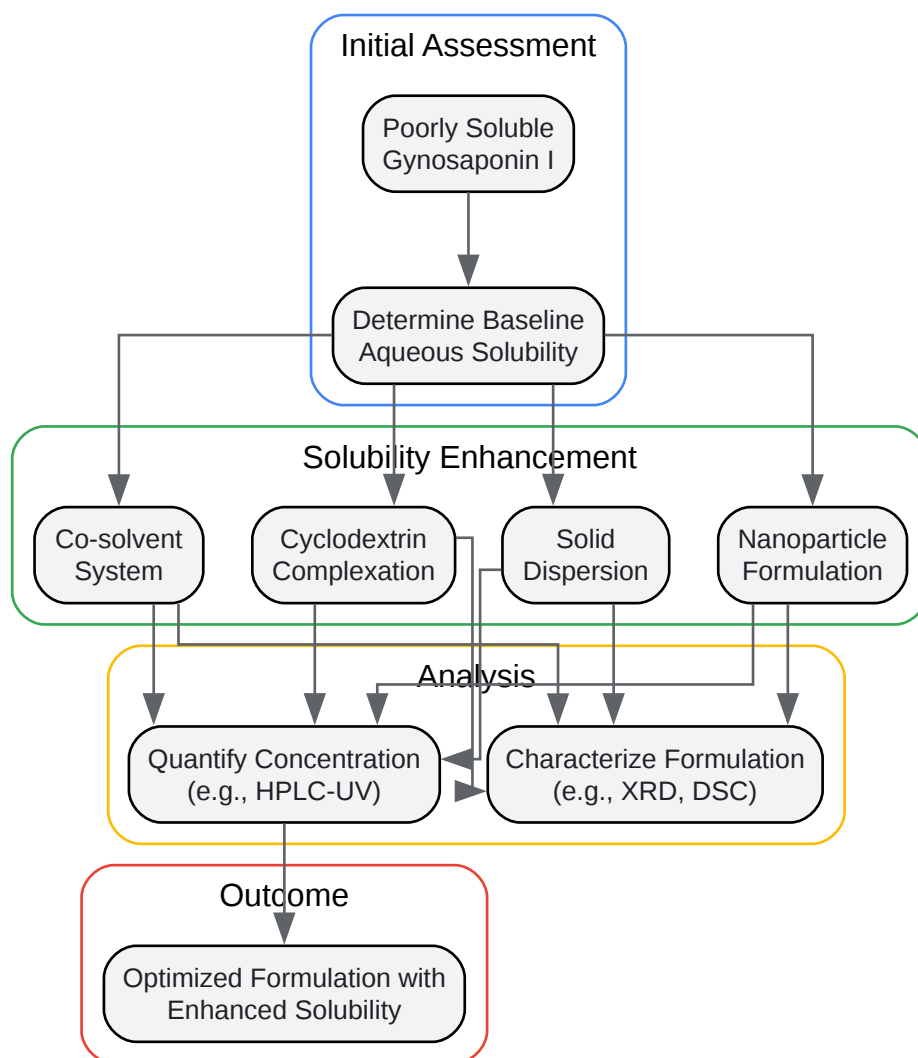 Initial Assessment
Poorly Soluble
Gynosaponin I
Determine Baseline
Aqueous Solubility
Solubility Enhancement
Co-solvent
System
Cyclodextrin
Complexation
Solid
Dispersion
Nanoparticle
Formulation
Analysis
Quantify Concentration
(e.g., HPLC-UV)
Characterize Formulation
(e.g., XRD, DSC)
Outcome
Optimized Formulation with
Enhanced Solubility